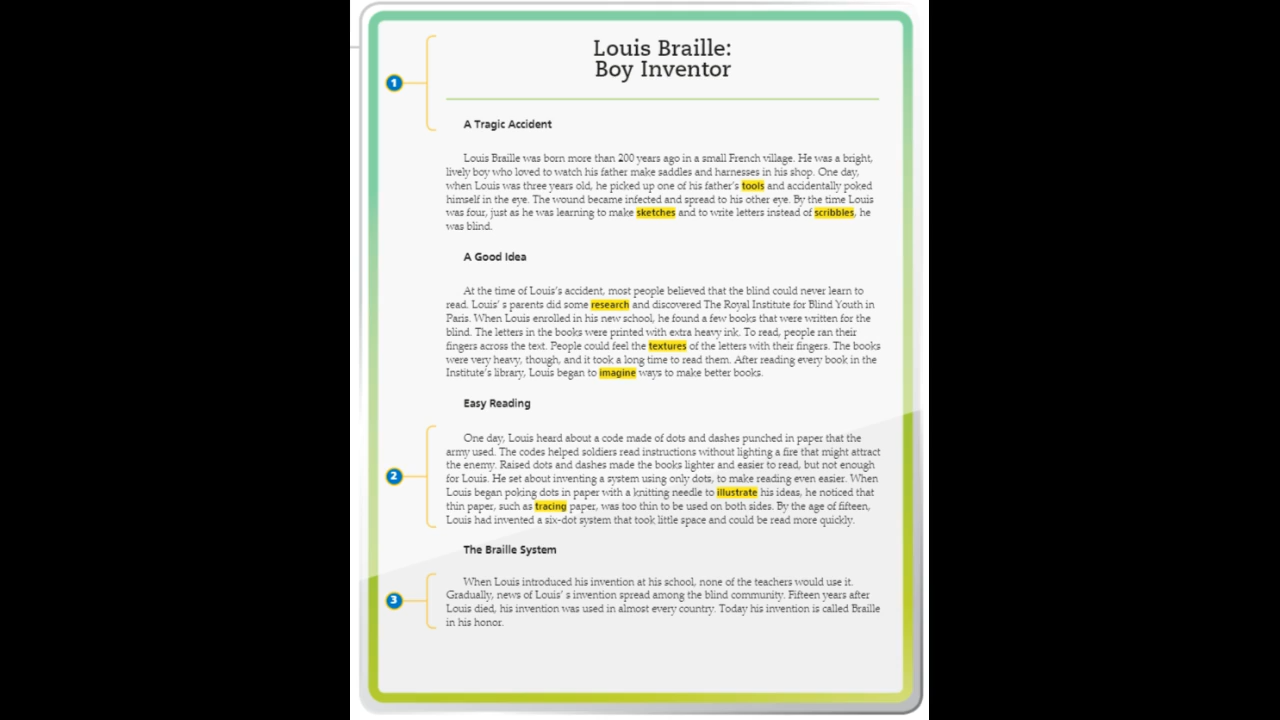 Louis Braille:
Boy Inventor
1
A Tragic Accident
Louis Braille was born more than 200 years ago in a small French village. He was a bright,
lively boy who loved to watch his father make saddles and harnesses in his shop. One day,
when Louis was three years old, he picked up one of his father's tools and accidentally poked
himself in the eye. The wound became infected and spread to his other eye. By the time Louis
was four, just as he was learning to make sketches and to write letters instead of scribbles, he
was blind.
A Good Idea
At the time of Louis's accident, most people believed that the blind could never learn to
read. Louis' s parents did some research and discovered The Royal Institute for Blind Youth in
Paris. When Louis enrolled in his new school, he found a few books that were written for the
blind. The letters in the books were printed with extra heavy ink. To read, people ran their
fingers across the text. People could feel the textures of the letters with their fingers. The books
were very heavy, though, and it took a long time to read them. After reading every book in the
Institute's library, Louis began to imagine ways to make better books.
Easy Reading
2
One day, Louis heard about a code made of dots and dashes punched in paper that the
army used. The codes helped soldiers read instructions without lighting a fire that might attract
the enemy. Raised dots and dashes made the books lighter and easier to read, but not enough
for Louis. He set about inventing a system using only dots, to make reading even easier. When
Louis began poking dots in paper with a knitting needle to illustrate his ideas, he noticed that
thin paper, such as tracing paper, was too thin to be used on both sides. By the age of fifteen,
Louis had invented a six-dot system that took little space and could be read more quickly.
The Braille System
3
When Louis introduced his invention at his school, none of the teachers would use it.
Gradually, news of Louis' s invention spread among the blind community. Fifteen years after
Louis died, his invention was used in almost every country. Today his invention is called Braille
in his honor.